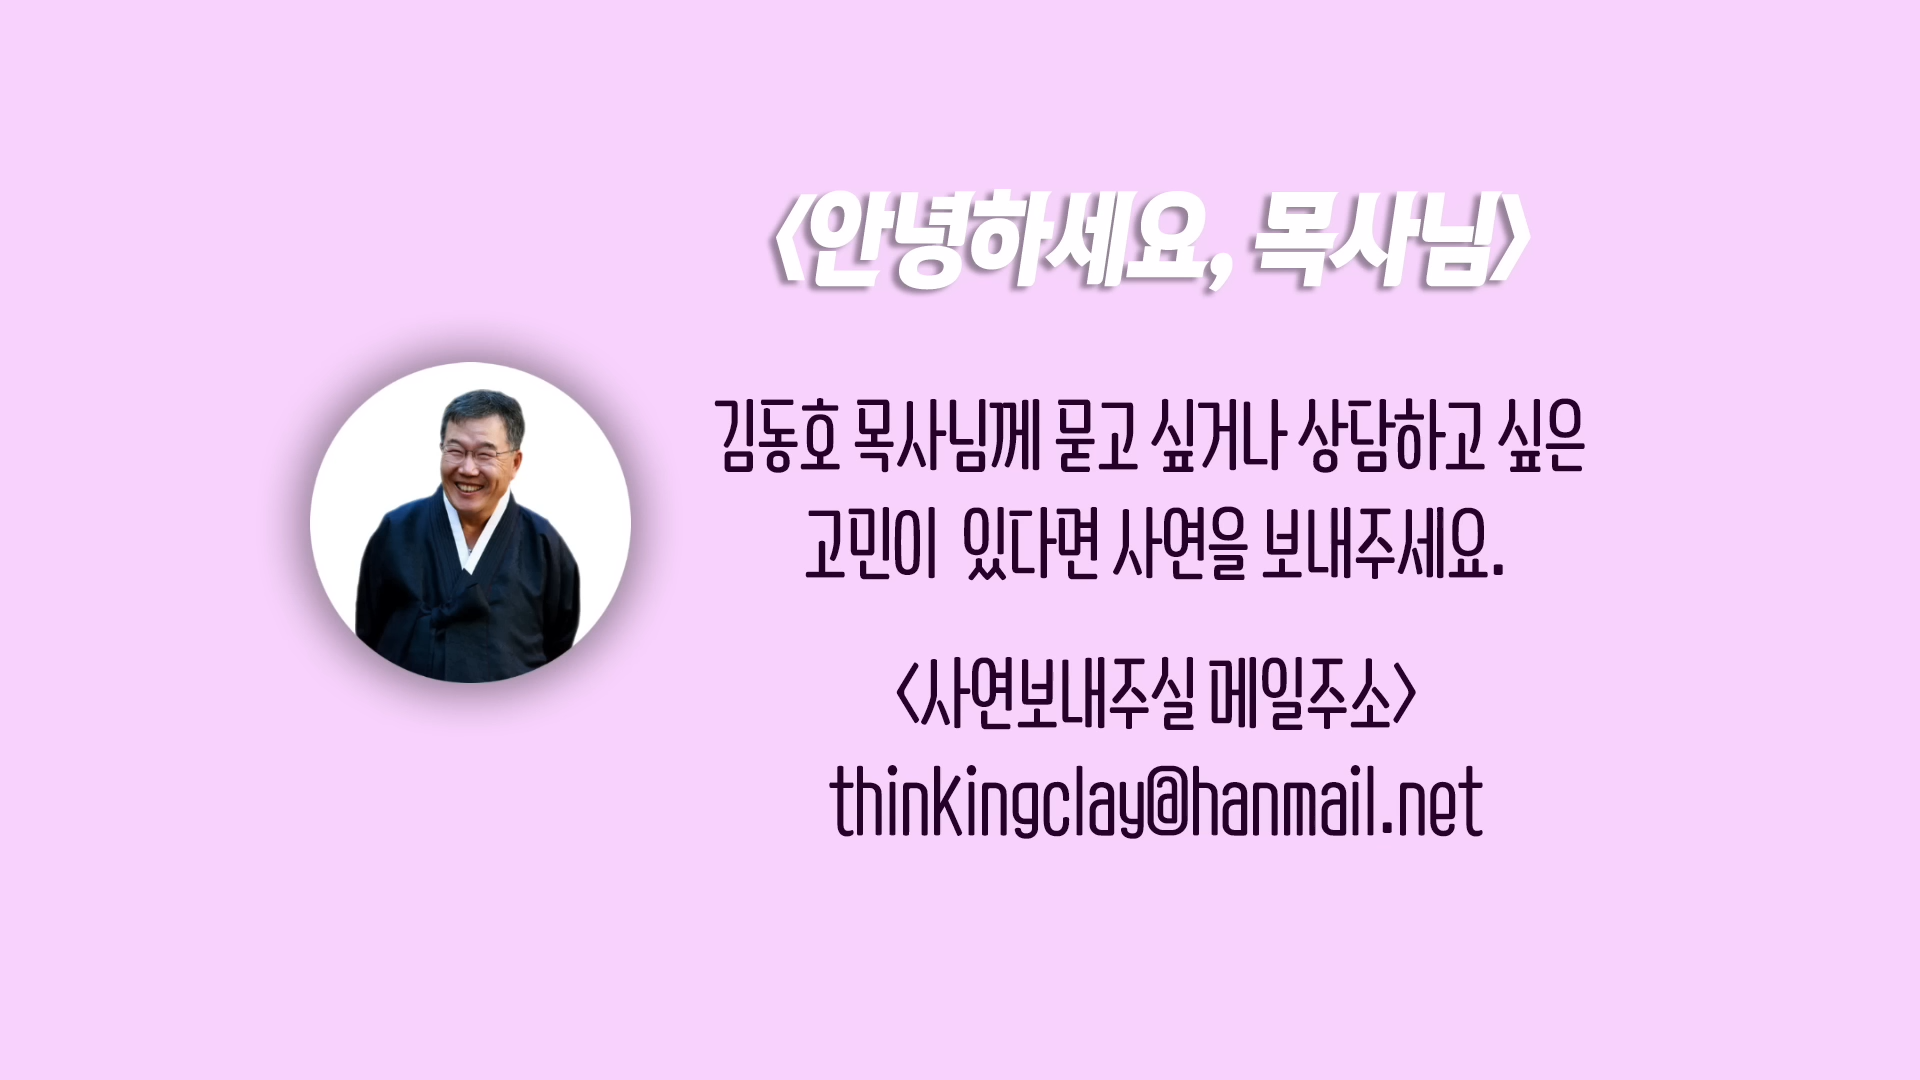 <안녕하세요, 목사님>
김동호 목사님께 묻고 싶거나 상담하고 싶은
고민이 있다면 사연을 보내주세요.
<사연보내주실 메일주소>
thinkingclay@hanmail.net